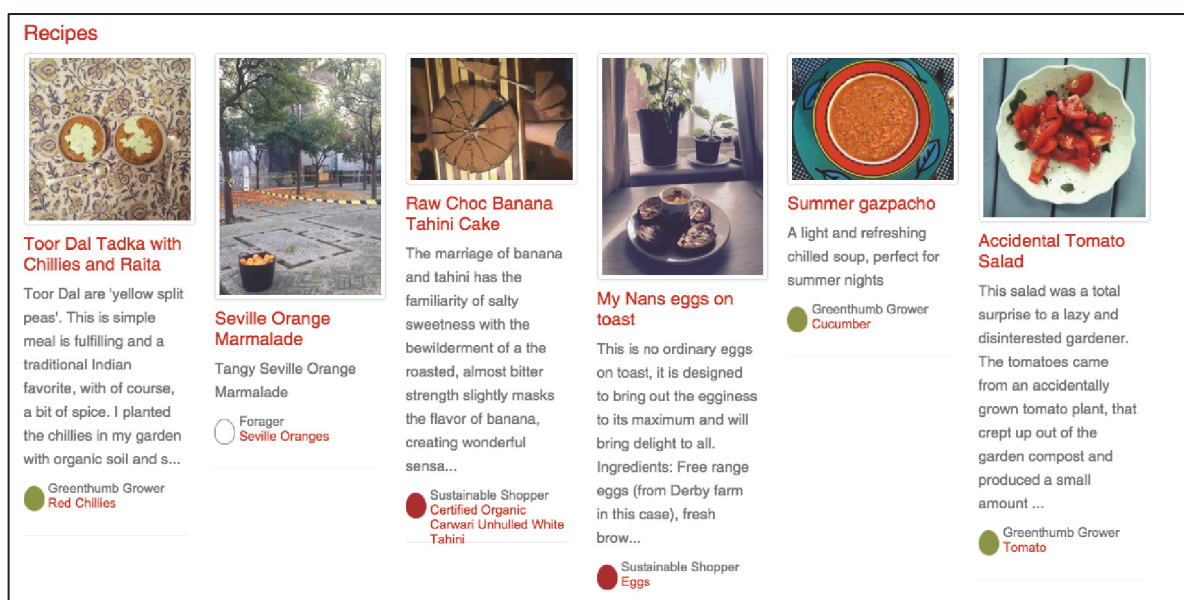 Recipes
Toor Dal Tadka with
Chillies and Raita
Toor Dal are 'yellow split
peas'. This is simple
meal is fulfilling and a
traditional Indian
favorite, with of course,
a bit of spice. I planted
the chillies in my garden
with organic soil and s...
Greenthumb Grower
Red Chillies
Seville Orange
Marmalade
Tangy Seville Orange
Marmalade
Forager
Seville Oranges
Raw Choc Banana
Tahini Cake
The marriage of banana
and tahini has the
familiarity of salty
sweetness with the
bewilderment of a the
roasted, almost bitter
strength slightly masks
the flavor of banana,
creating wonderful
sensa...
Sustainable Shopper
Certified Organic
Carwari Unhulled White
Tahini
My Nans eggs on
toast
This is no ordinary eggs
on toast, it is designed
to bring out the egginess
to its maximum and will
bring delight to all.
Ingredients: Free range
eggs (from Derby farm
in this case), fresh
brow...
Sustainable Shopper
Eggs
Summer gazpacho
A light and refreshing
chilled soup, perfect for
summer nights
Greenthumb Grower
Cucumber
Accidental Tomato
Salad
This salad was a total
surprise to a lazy and
disinterested gardener.
The tomatoes came
from an accidentally
grown tomato plant, that
crept up out of the
garden compost and
produced a small
amount ...
Greenthumb Grower
Tomato